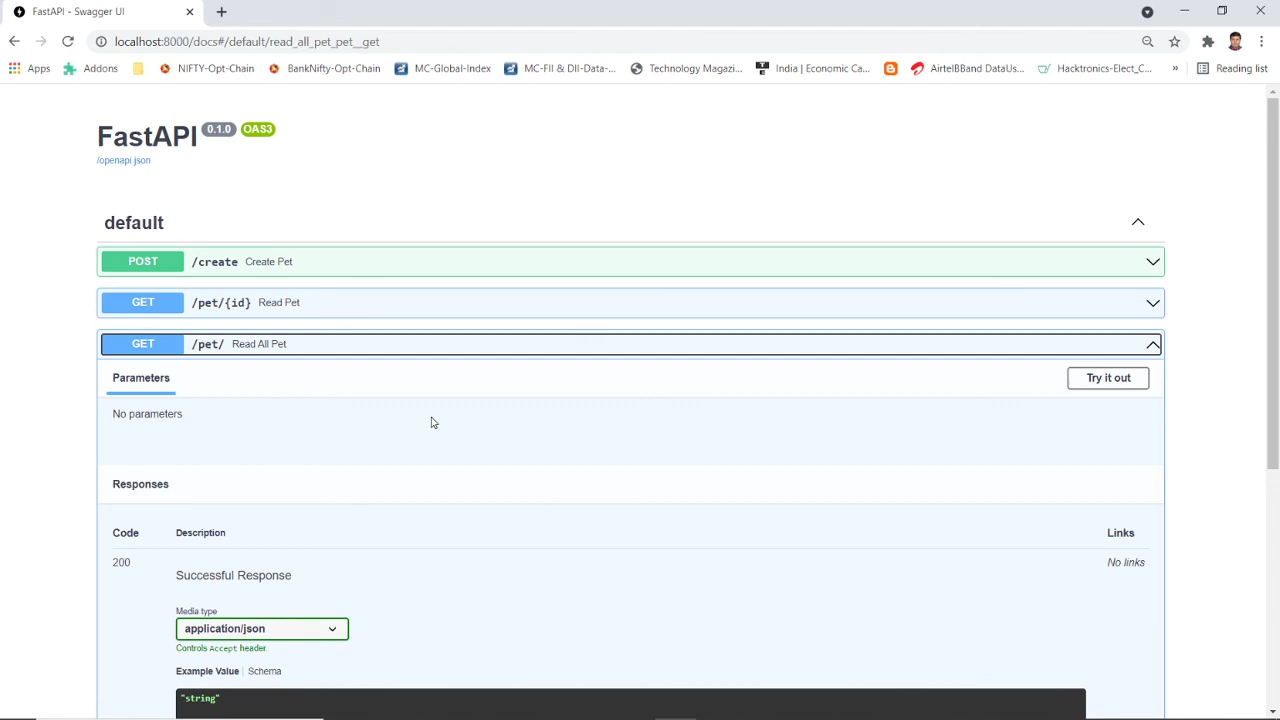 FastAPI - Swagger UI
localhost:8000/docs#/default/read_all_pet_pet__get
Apps Addons NIFTY-Opt-Chain BankNifty-Opt-Chain MC-Global-Index MC-FII & DII-Data-... Technology Magazi... India | Economic Ca... AirtelBBand DataUs... Hacktronics-Elect_C... » Reading list
FastAPI 0.1.0 OAS3
/openapi.json
default
POST /create Create Pet
GET /pet/{id} Read Pet
GET /pet/ Read All Pet
Parameters Try it out
No parameters
Responses
Code Description Links
200 No links
Successful Response
Media type
application/json
Controls Accept header.
Example Value | Schema
"string"